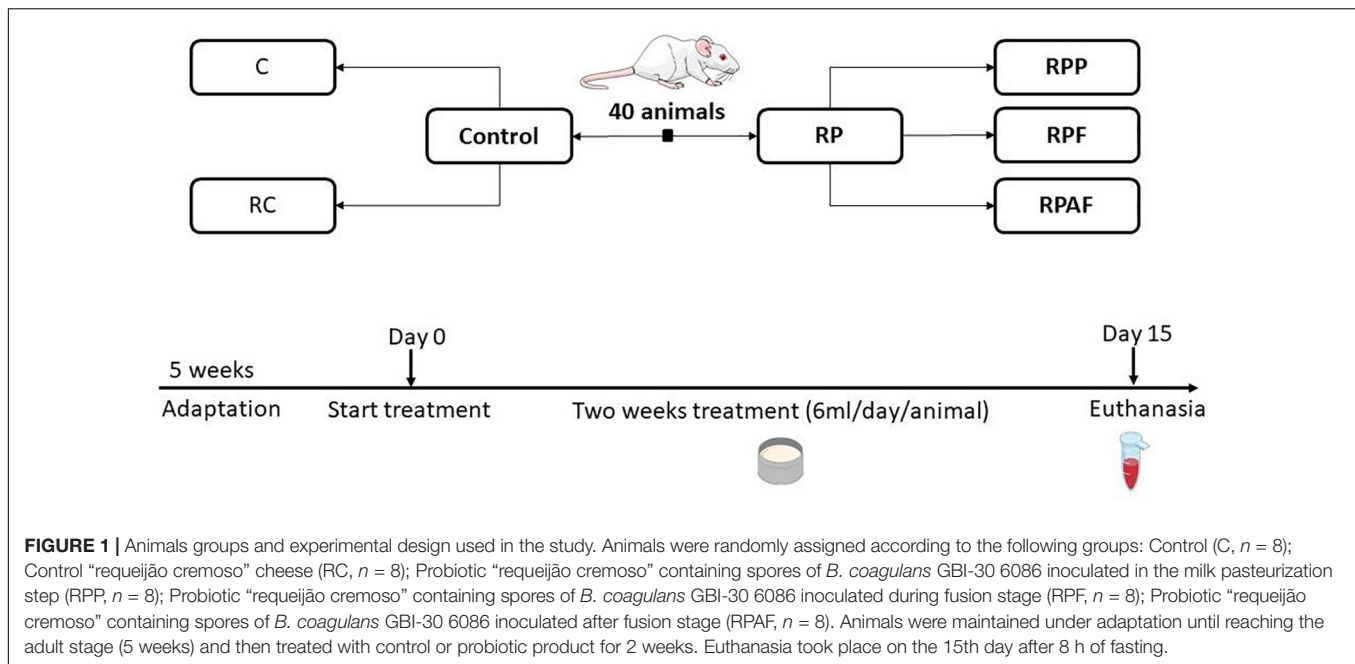 C
RPP
40 animals
Control
RP
RPF
RC
RPAF
Day 0
Day 15
5 weeks
Adaptation
Start treatment
Two weeks treatment (6ml/day/animal)
Euthanasia
FIGURE 1 | Animals groups and experimental design used in the study. Animals were randomly assigned according to the following groups: Control (C, n = 8);
Control “requeijão cremoso” cheese (RC, n = 8); Probiotic “requeijão cremoso” containing spores of B. coagulans GBI-30 6086 inoculated in the milk pasteurization
step (RPP, n = 8); Probiotic “requeijão cremoso” containing spores of B. coagulans GBI-30 6086 inoculated during fusion stage (RPF, n = 8); Probiotic “requeijão
cremoso” containing spores of B. coagulans GBI-30 6086 inoculated after fusion stage (RPAF, n = 8). Animals were maintained under adaptation until reaching the
adult stage (5 weeks) and then treated with control or probiotic product for 2 weeks. Euthanasia took place on the 15th day after 8 h of fasting.